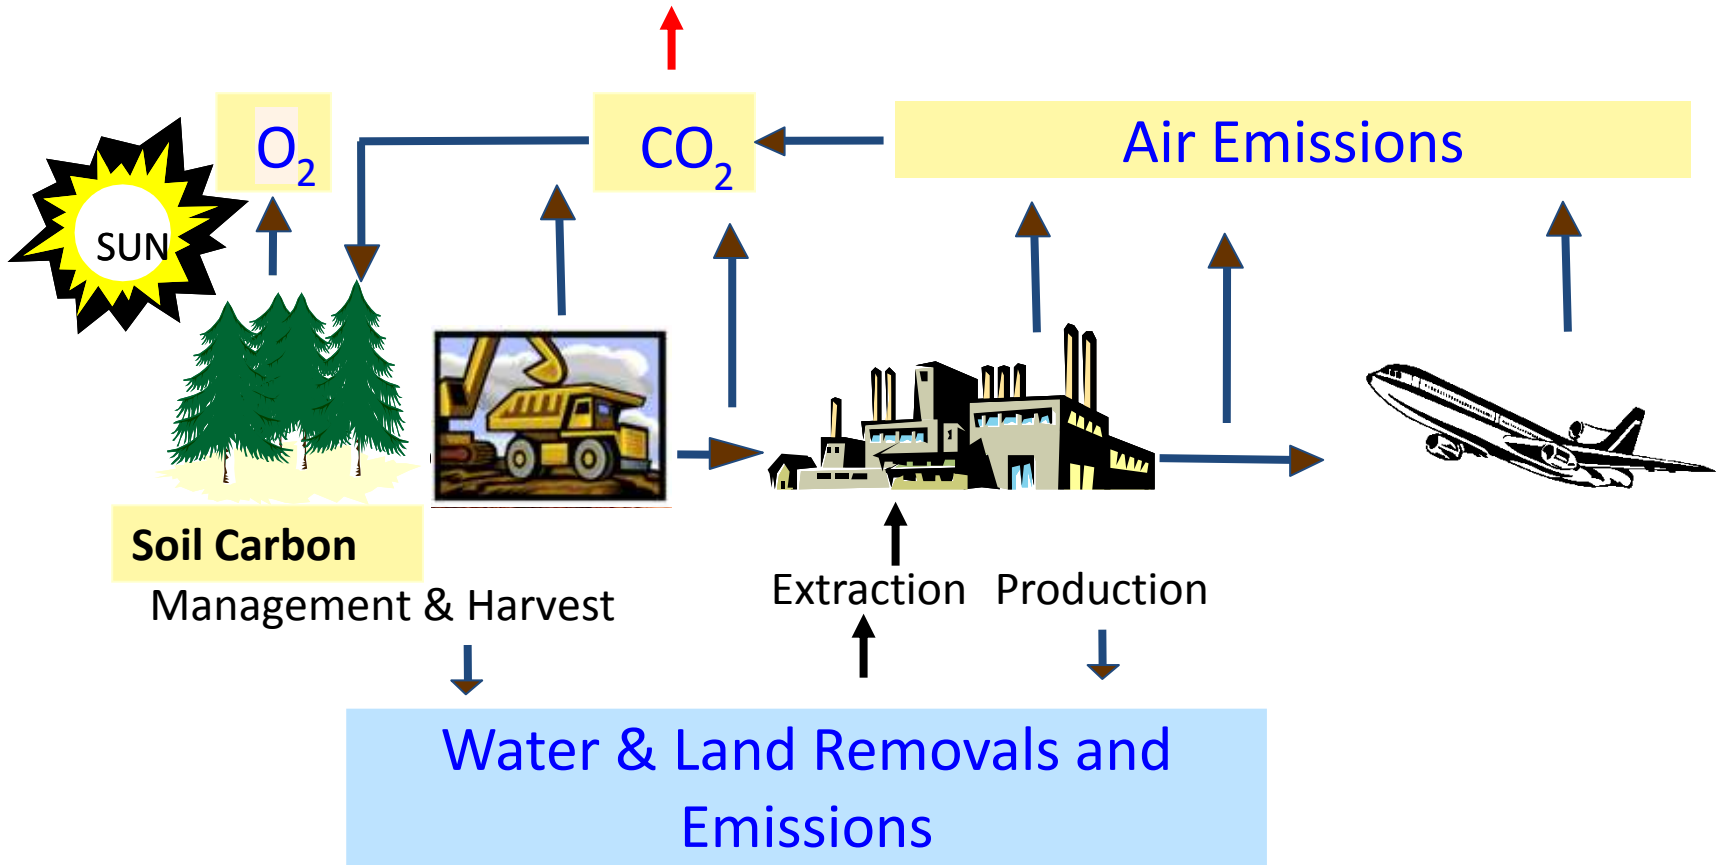 O2
CO2
Air Emissions
SUN
Soil Carbon
Management & Harvest
Extraction
Production
Water & Land Removals and
Emissions